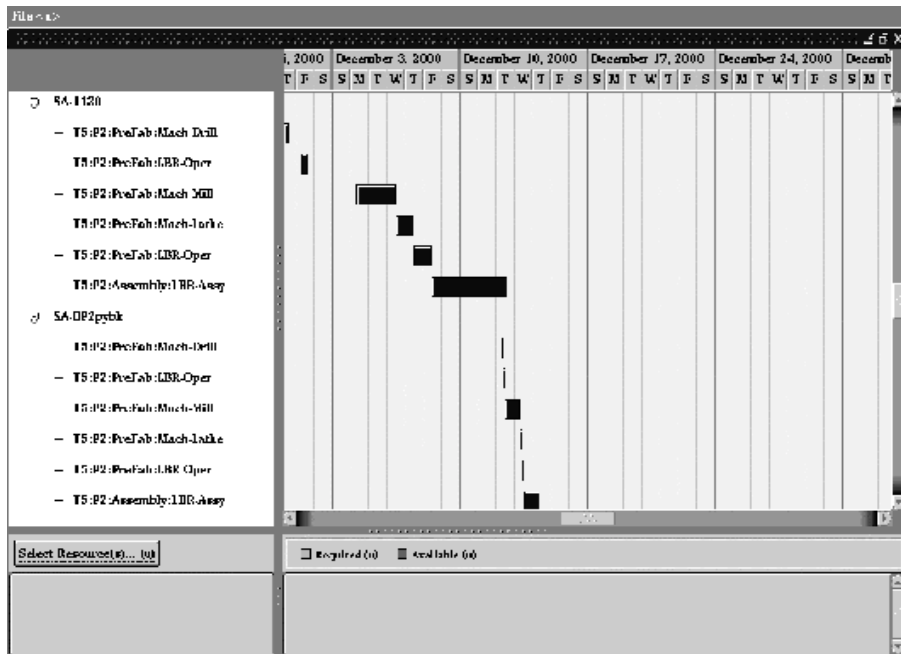 File
, 2000 December 3, 2000 December 10, 2000 December 17, 2000 December 24, 2000 Decemb
T F S S M T W T F S S M T W T F S S M T W T F S S M T W T F S S M T
SA-1120
T5:P2:PreFab:Mach-Drill
T5:P2:PreFab:LBR-Oper
T5:P2:PreFab:Mach-Mill
T5:P2:PreFab:Mach-Lathe
T5:P2:PreFab:LBR-Oper
T5:P2:Assembly:LBR-Assy
T5:P2:PreFab:Mach-Drill
T5:P2:PreFab:LBR-Oper
T5:P2:PreFab:Mach-Mill
T5:P2:PreFab:Mach-Lathe
T5:P2:PreFab:LBR-Oper
T5:P2:Assembly:LBR-Assy
Select Resource(s)... (u) Required (u) Available (u)